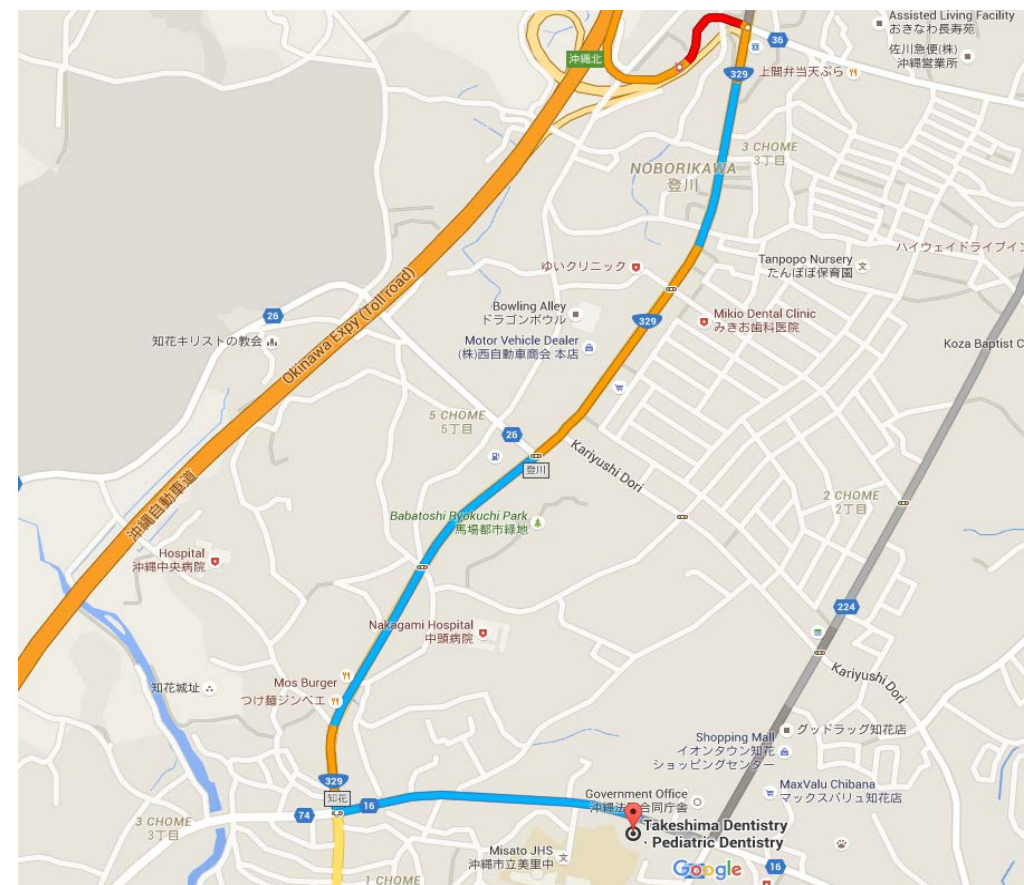 Assisted Living Facility
おきなわ長寿苑
36
佐川急便(株)
沖縄営業所
沖縄北
329
上間弁当天ぷら
3 CHOME
3丁目
NOBORIKAWA
登川
ハイウェイドライブイン
Tanpopo Nursery
たんぽぽ保育園
ゆいクリニック
Bowling Alley
ドラゴンボウル
Mikio Dental Clinic
みきお歯科医院
329
26
知花キリストの教会
Okinawa Expy (Toll road)
Motor Vehicle Dealer
(株)西自動車商会 本店
Koza Baptist C
5 CHOME
5丁目
26
登川
Kariyushi Dori
2 CHOME
2丁目
沖縄自動車道
Babatoshi Ryokuchi Park
馬場都市緑地
Hospital
沖縄中央病院
224
Nakagami Hospital
中頭病院
Kariyushi Dori
Mos Burger
つけ麺ジンベエ
知花城址
グッドラッグ知花店
Shopping Mall
イオンタウン知花
ショッピングセンター
329
知花
16
74
Government Office
MaxValu Chibana
マックスバリュ知花店
3 CHOME
3丁目
Takeshima Dentistry
- Pediatric Dentistry
Misato JHS
沖縄市立美里中
Google
16
1 CHOME